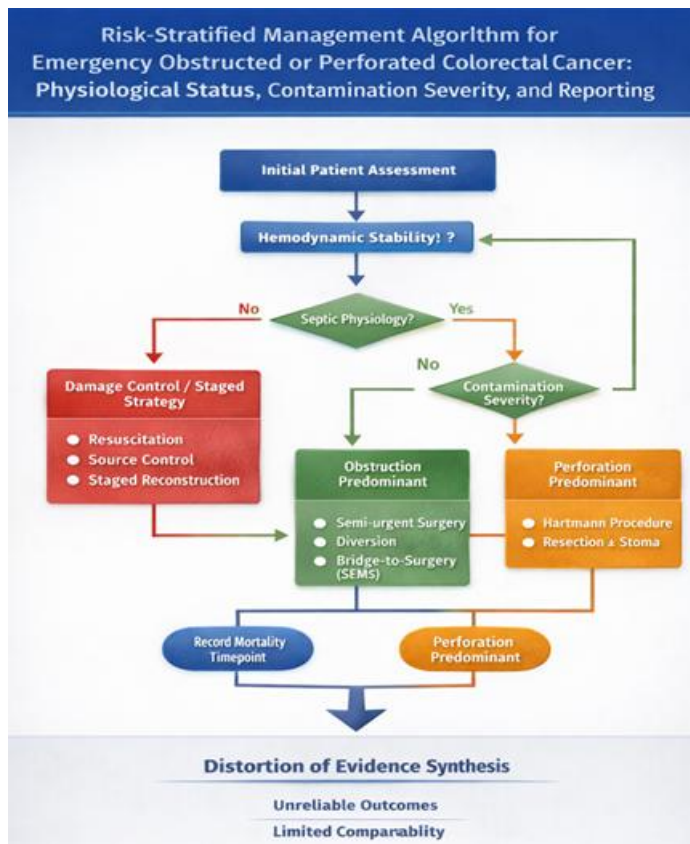 Risk-Stratified Management Algorithm for
Emergency Obstructed or Perforated Colorectal Cancer:
Physiological Status, Contamination Severity, and Reporting
Initial Patient Assessment
Hemodynamic Stability: ?
No
Septic Physiology?
Yes
No
Contamination
Severity?
Damage Control / Staged
Strategy
Resuscitation
Source Control
Staged Reconstruction
Obstruction
Predominant
Semi-urgent Surgery
Diversion
Bridge-to-Surgery
(SEMS)
Perforation
Predominant
Hartmann Procedure
Resection ± Stoma
Record Mortality
Timepoint
Perforation
Predominant
Distortion of Evidence Synthesis
Unreliable Outcomes
Limited Comparablity